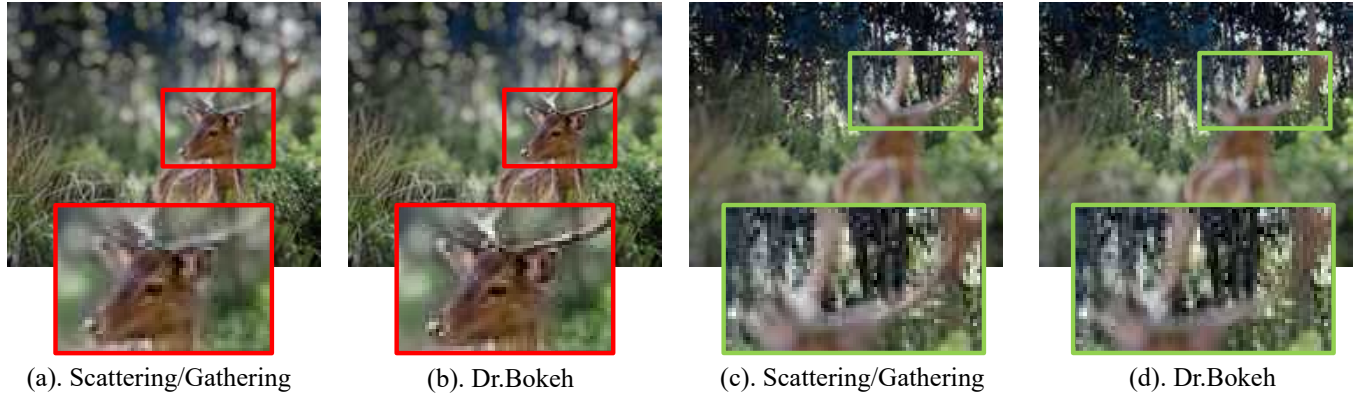 (a). Scattering/Gathering
(b). Dr.Bokeh
(c). Scattering/Gathering
(d). Dr.Bokeh